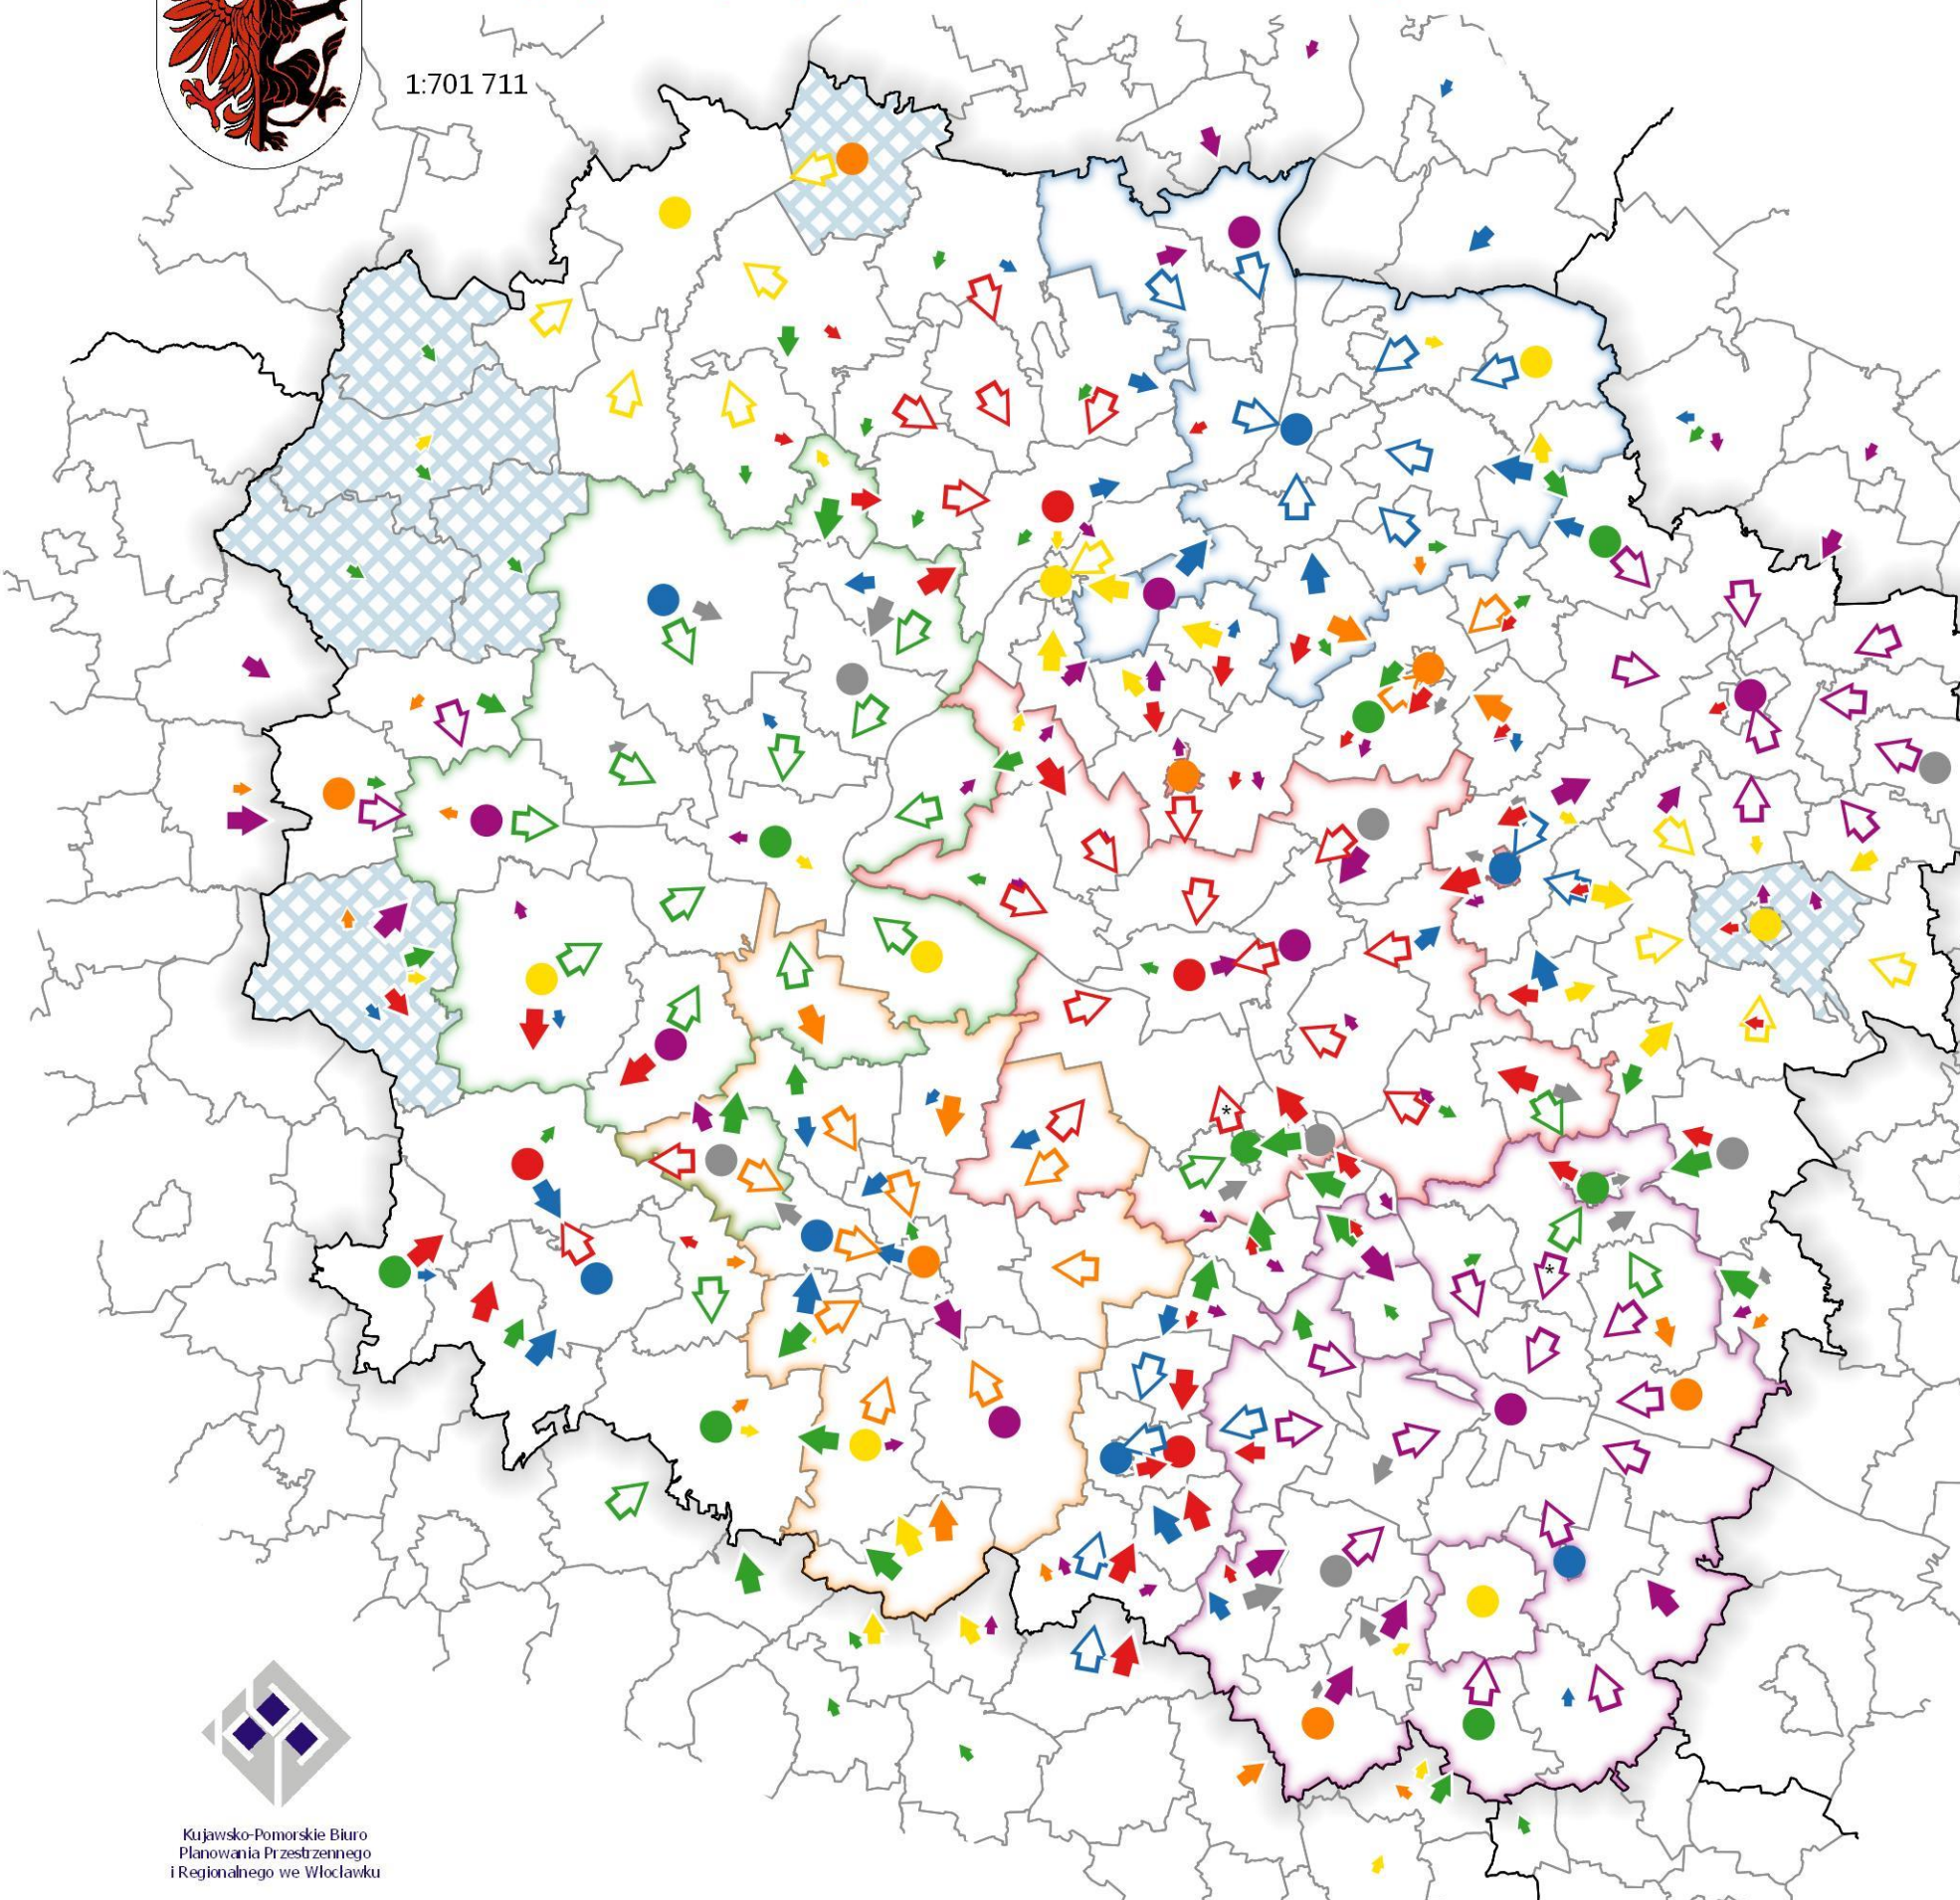 1:701 711
*
*
Kujawsko-Pomorskie Biuro
Planowania Przestrzennego
i Regionalnego we Włocławku